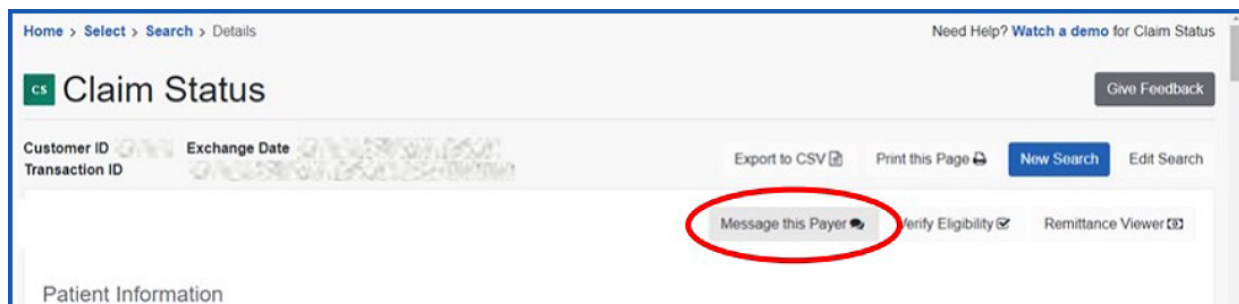 Home > Select > Search > Details
Need Help? Watch a demo for Claim Status
CS Claim Status
Give Feedback
Customer ID Exchange Date
Transaction ID
Export to CSV Print this Page New Search Edit Search
Message this Payer Verify Eligibility Remittance Viewer
Patient Information